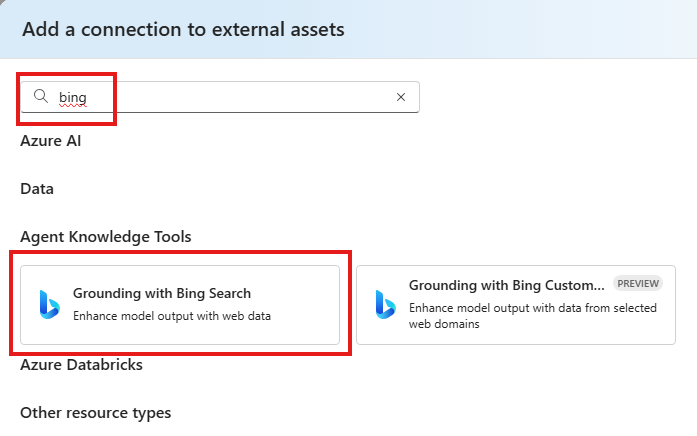 Add a connection to external assets
bing
Azure AI
Data
Agent Knowledge Tools
Grounding with Bing Search
Enhance model output with web data
Grounding with Bing Custom... PREVIEW
Enhance model output with data from selected
web domains
Azure Databricks
Other resource types